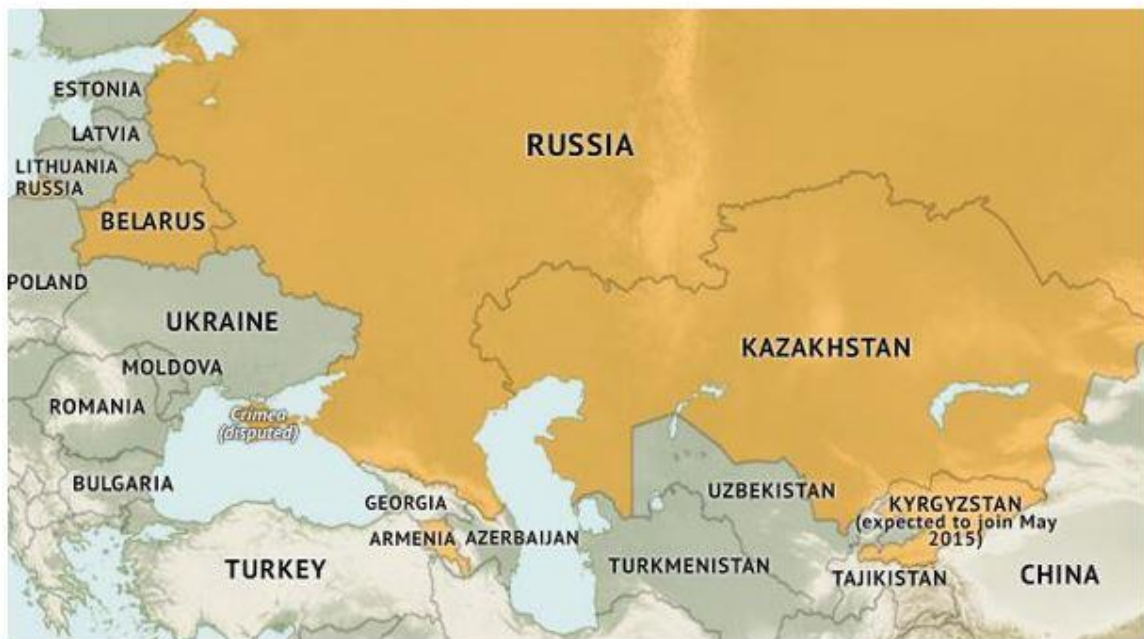 ESTONIA
RUSSIA
LATVIA
LITHUANIA
RUSSIA
BELARUS
POLAND
UKRAINE
KAZAKHSTAN
MOLDOVA
ROMANIA
Crimea
(disputed)
BULGARIA
UZBEKISTAN
GEORGIA
KYRGYZSTAN
(expected to join May
2015)
ARMENIA
AZERBAIJAN
TURKEY
TURKMENISTAN
TAJIKISTAN
CHINA